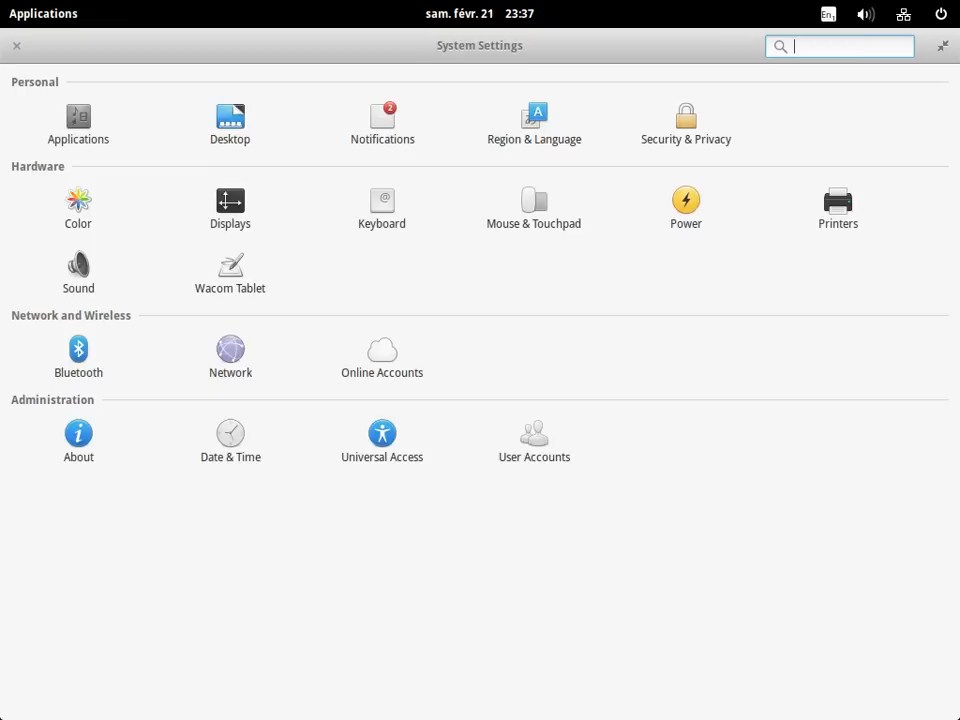 Applications sam. févr. 21 23:37 En1
System Settings
Personal
Applications Desktop 2 Notifications A Region & Language Security & Privacy
Hardware
Color Displays @ Keyboard Mouse & Touchpad Power Printers
Sound Wacom Tablet
Network and Wireless
Bluetooth Network Online Accounts
Administration
i About Date & Time Universal Access User Accounts